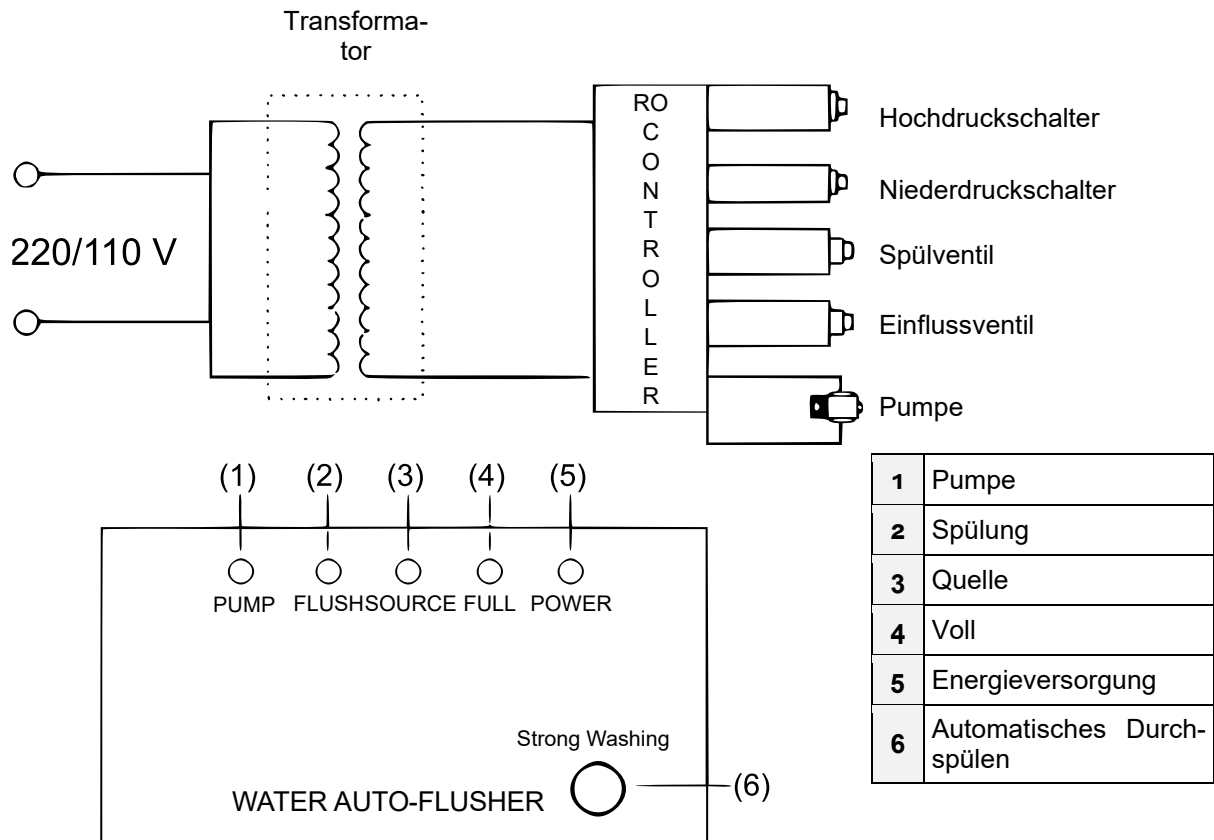 Transforma-
tor
220/110 V
RO
C
O
N
T
R
O
L
L
E
R
Hochdruckschalter
Niederdruckschalter
Spülventil
Einflussventil
Pumpe
(1) (2) (3) (4) (5)
PUMP FLUSH SOURCE FULL POWER
Strong Washing
WATER AUTO-FLUSHER
(6)
1 Pumpe
2 Spülung
3 Quelle
4 Voll
5 Energieversorgung
6 Automatisches Durch-
spülen